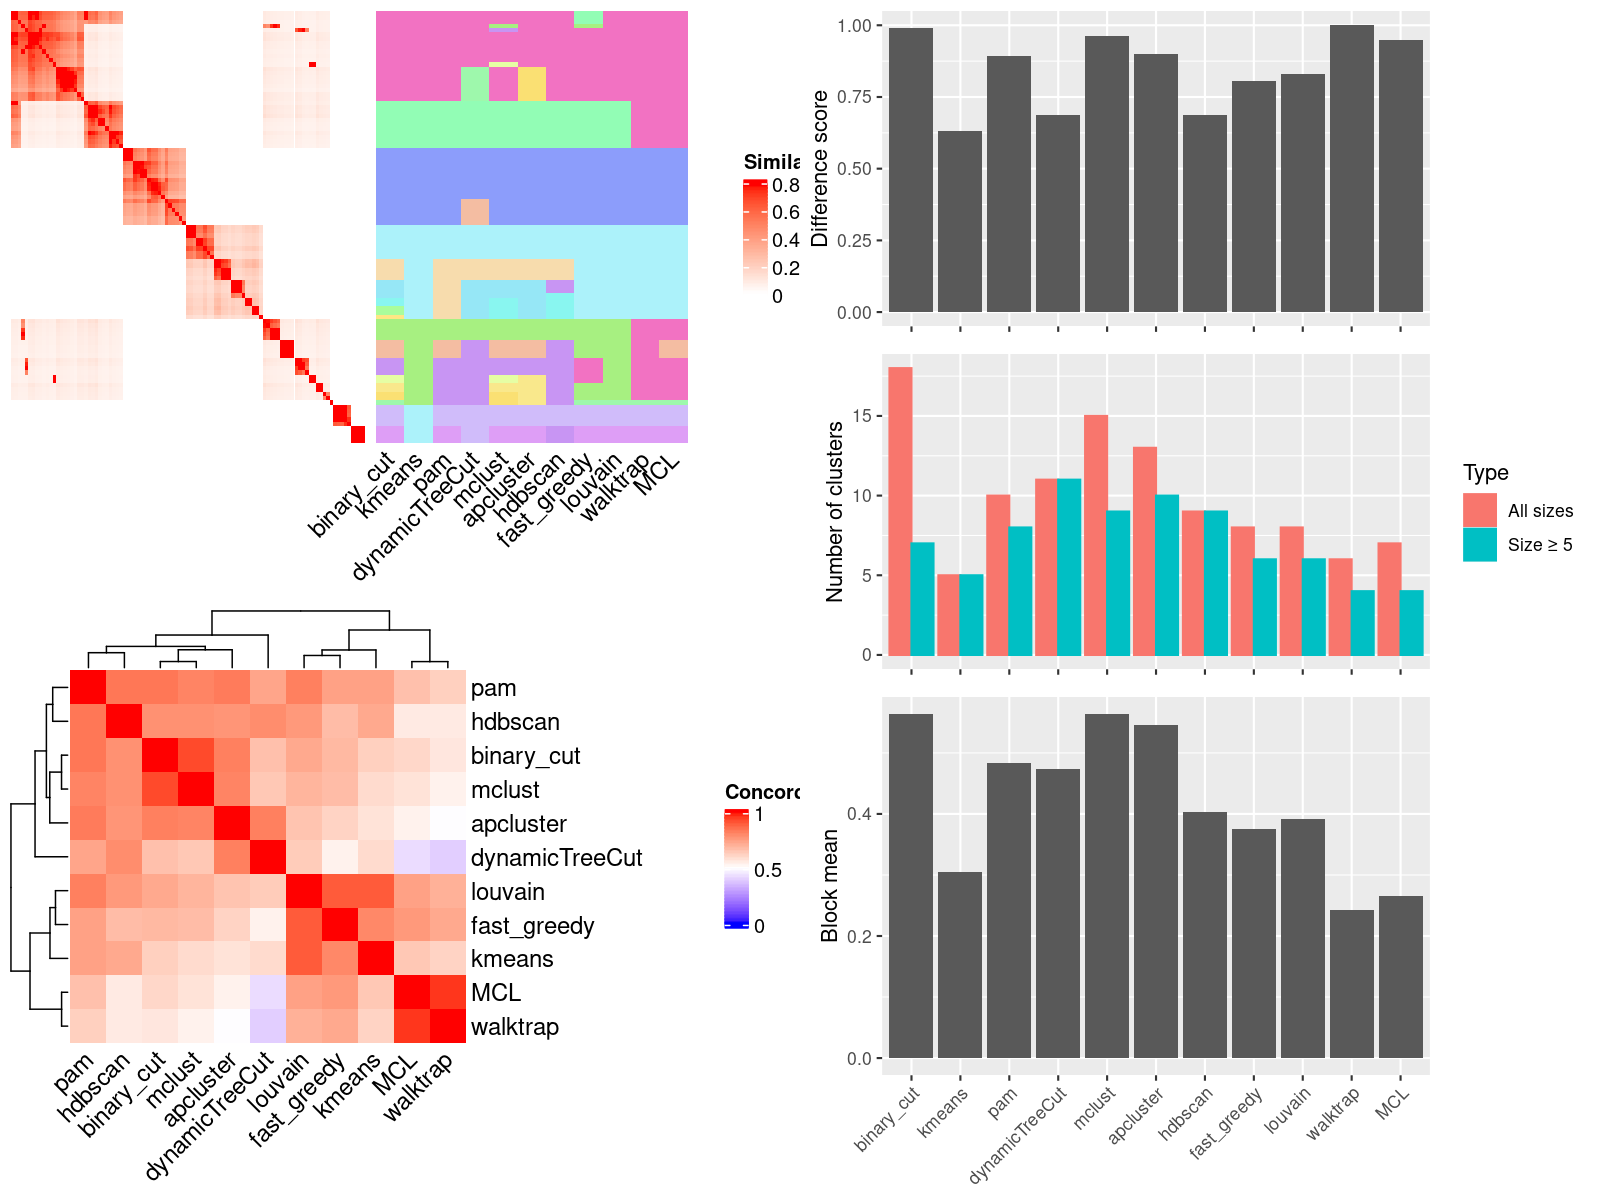 Simila
0.8
0.6
0.4
0.2
0
binary_cut
kmeans
pam
dynamicTreeCut
mclust
apcluster
hdbscan
fast_greedy
louvain
walktrap
MCL
pam
hdbscan
binary_cut
mclust
apcluster
dynamicTreeCut
louvain
fast_greedy
kmeans
MCL
walktrap
pam
hdbscan
binary_cut
mclust
apcluster
dynamicTreeCut
louvain
fast_greedy
kmeans
MCL
walktrap
Concord
1
0.5
0
Difference score
1.00
0.75
0.50
0.25
0.00
Number of clusters
15
10
5
0
Type
All sizes
Size ≥ 5
Block mean
0.4
0.2
0.0
binary_cut
kmeans
pam
dynamicTreeCut
mclust
apcluster
hdbscan
fast_greedy
louvain
walktrap
MCL